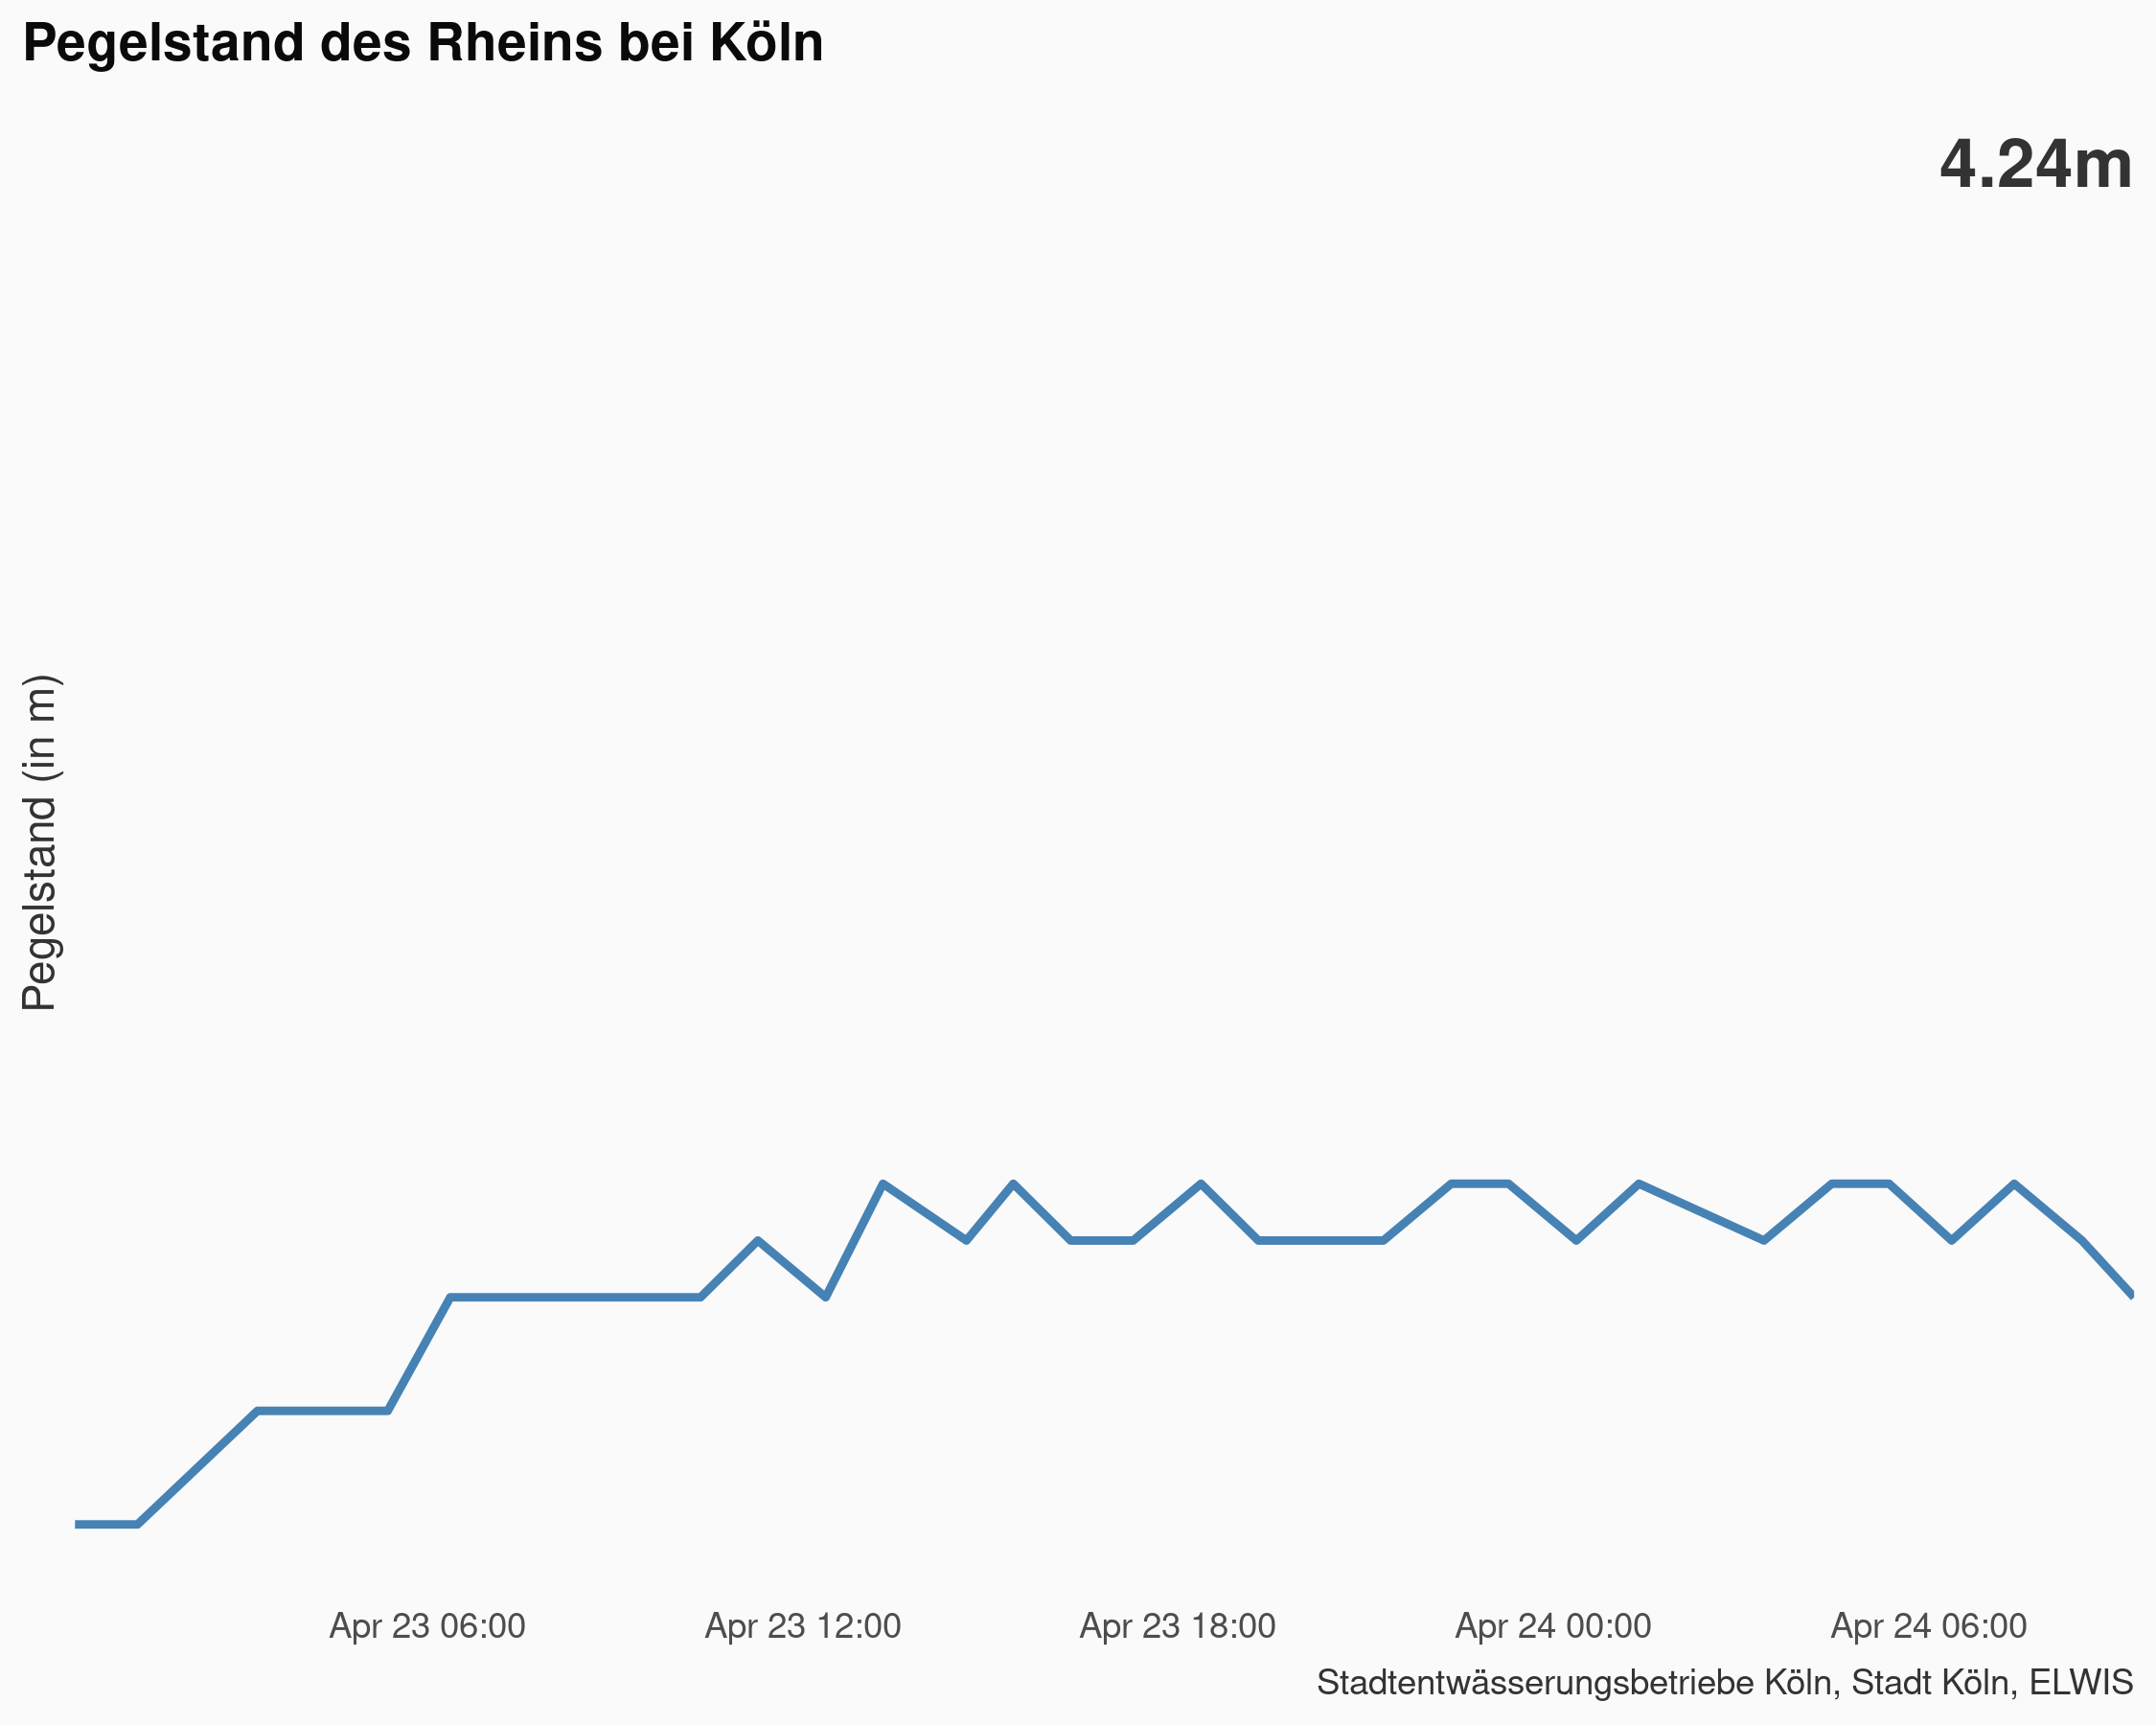 Pegelstand des Rheins bei Köln
4.24m
Pegelstand (in m)
Apr 23 06:00 Apr 23 12:00 Apr 23 18:00 Apr 24 00:00 Apr 24 06:00
Stadtentwässerungsbetriebe Köln, Stadt Köln, ELWIS